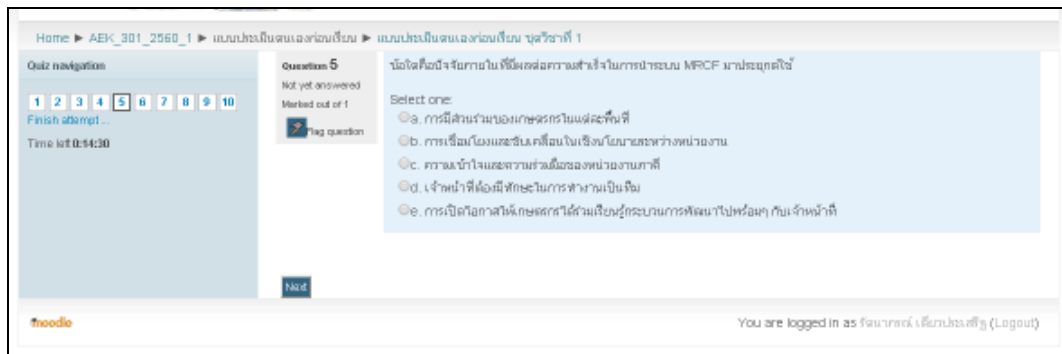 Home ► AEK_301_2560_1 ► แบบประเมินตนเองก่อนเรียน ► แบบประเมินตนเองก่อนเรียน ชุดวิชาที่ 1
Quiz navigation
1 2 3 4 5 6 7 8 9 10
Finish attempt ...
Time left 0:14:30
Question 5
Not yet answered
Marked out of 1
Flag question
ข้อใดคือปัจจัยภายในที่มีผลต่อความสำเร็จในการนำระบบ MRCF มาประยุกต์ใช้
Select one:
a. การมีส่วนร่วมของเกษตรกรในแต่ละพื้นที่
b. การเชื่อมโยงและขับเคลื่อนในเชิงนโยบายระหว่างหน่วยงาน
c. ความเข้าใจและความร่วมมือของหน่วยงานภาคี
d. เจ้าหน้าที่ต้องมีทักษะในการทำงานเป็นทีม
e. การเปิดโอกาสให้เกษตรกรได้ร่วมเรียนรู้กระบวนการพัฒนาไปพร้อมๆ กับเจ้าหน้าที่
Next
moodle
You are logged in as (Logout)